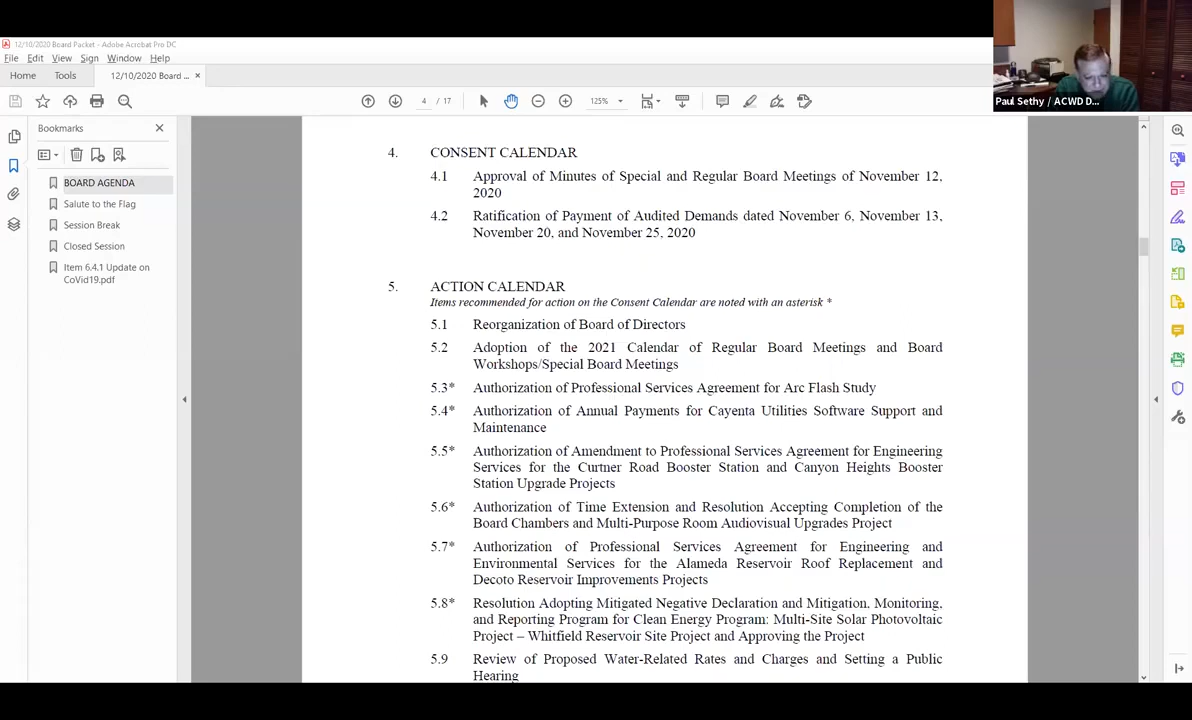 12/10/2020 Board Packet - Adobe Acrobat Pro DC
File Edit View Sign Window Help
Home Tools 12/10/2020 Board ... ×
4 / 17 125%
Paul Sethy / ACWD D...
Bookmarks
BOARD AGENDA
Salute to the Flag
Session Break
Closed Session
Item 6.4.1 Update on
CoVid19.pdf
4. CONSENT CALENDAR
4.1 Approval of Minutes of Special and Regular Board Meetings of November 12,
2020
4.2 Ratification of Payment of Audited Demands dated November 6, November 13,
November 20, and November 25, 2020
5. ACTION CALENDAR
Items recommended for action on the Consent Calendar are noted with an asterisk *
5.1 Reorganization of Board of Directors
5.2 Adoption of the 2021 Calendar of Regular Board Meetings and Board
Workshops/Special Board Meetings
5.3* Authorization of Professional Services Agreement for Arc Flash Study
5.4* Authorization of Annual Payments for Cayenta Utilities Software Support and
Maintenance
5.5* Authorization of Amendment to Professional Services Agreement for Engineering
Services for the Curtner Road Booster Station and Canyon Heights Booster
Station Upgrade Projects
5.6* Authorization of Time Extension and Resolution Accepting Completion of the
Board Chambers and Multi-Purpose Room Audiovisual Upgrades Project
5.7* Authorization of Professional Services Agreement for Engineering and
Environmental Services for the Alameda Reservoir Roof Replacement and
Decoto Reservoir Improvements Projects
5.8* Resolution Adopting Mitigated Negative Declaration and Mitigation, Monitoring,
and Reporting Program for Clean Energy Program: Multi-Site Solar Photovoltaic
Project – Whitfield Reservoir Site Project and Approving the Project
5.9 Review of Proposed Water-Related Rates and Charges and Setting a Public
Hearing